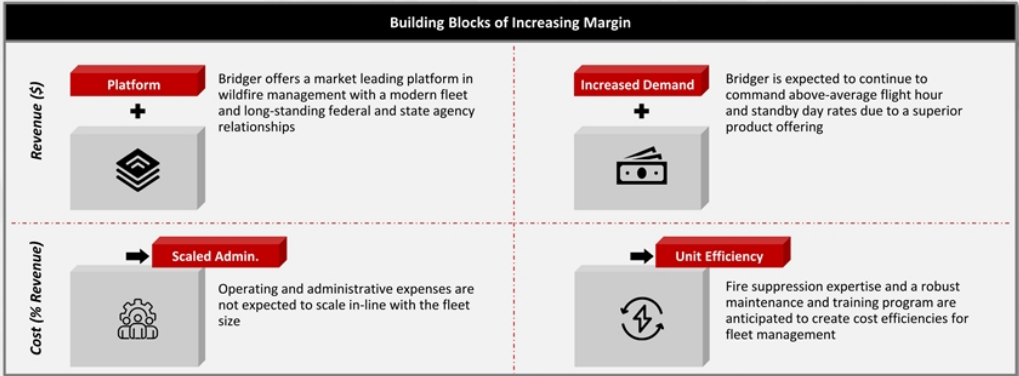 Building Blocks of Increasing Margin
Revenue ($)
Platform
Bridger offers a market leading platform in
wildfire management with a modern fleet
and long-standing federal and state agency
relationships
Increased Demand
Bridger is expected to continue to
command above-average flight hour
and standby day rates due to a superior
product offering
Cost (% Revenue)
Scaled Admin.
Operating and administrative expenses are
not expected to scale in-line with the fleet
size
Unit Efficiency
Fire suppression expertise and a robust
maintenance and training program are
anticipated to create cost efficiencies for
fleet management